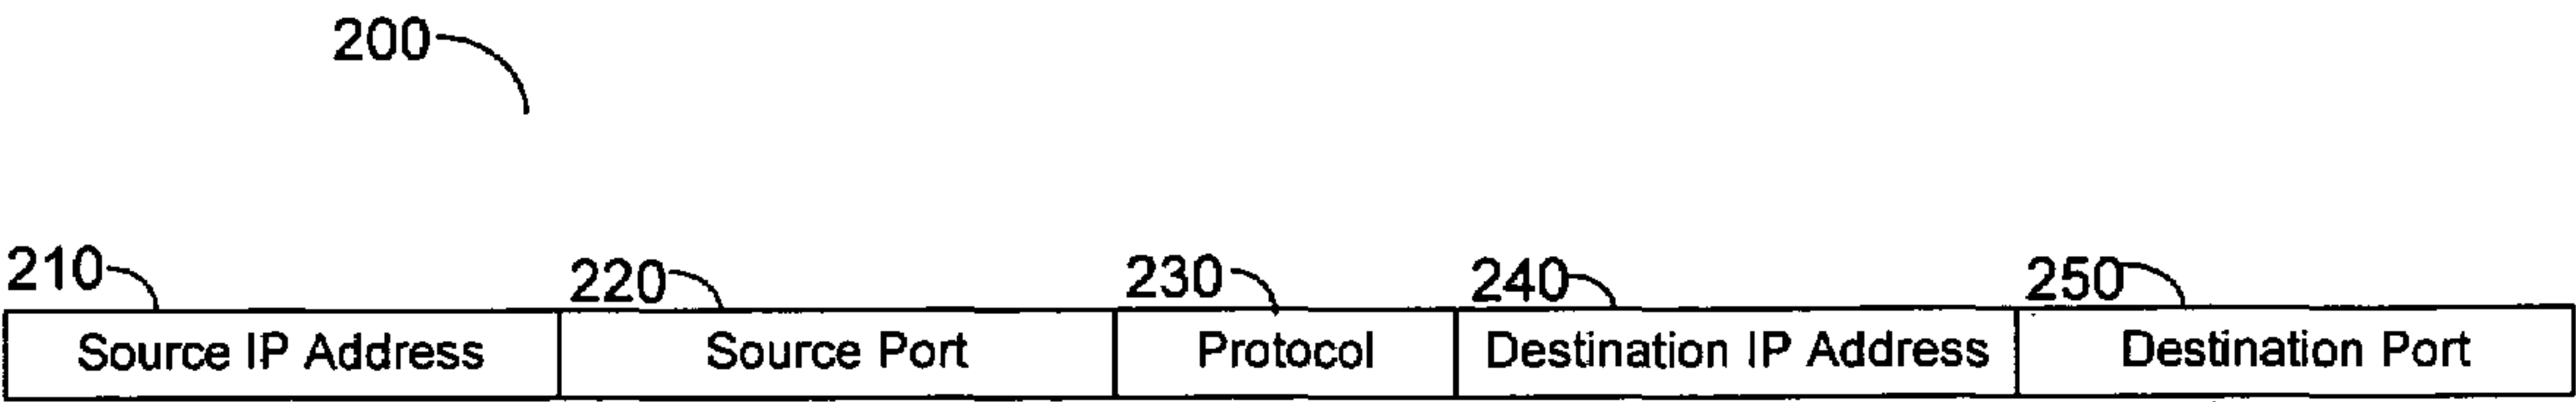 200
210 220 230 240 250
Source IP Address Source Port Protocol Destination IP Address Destination Port